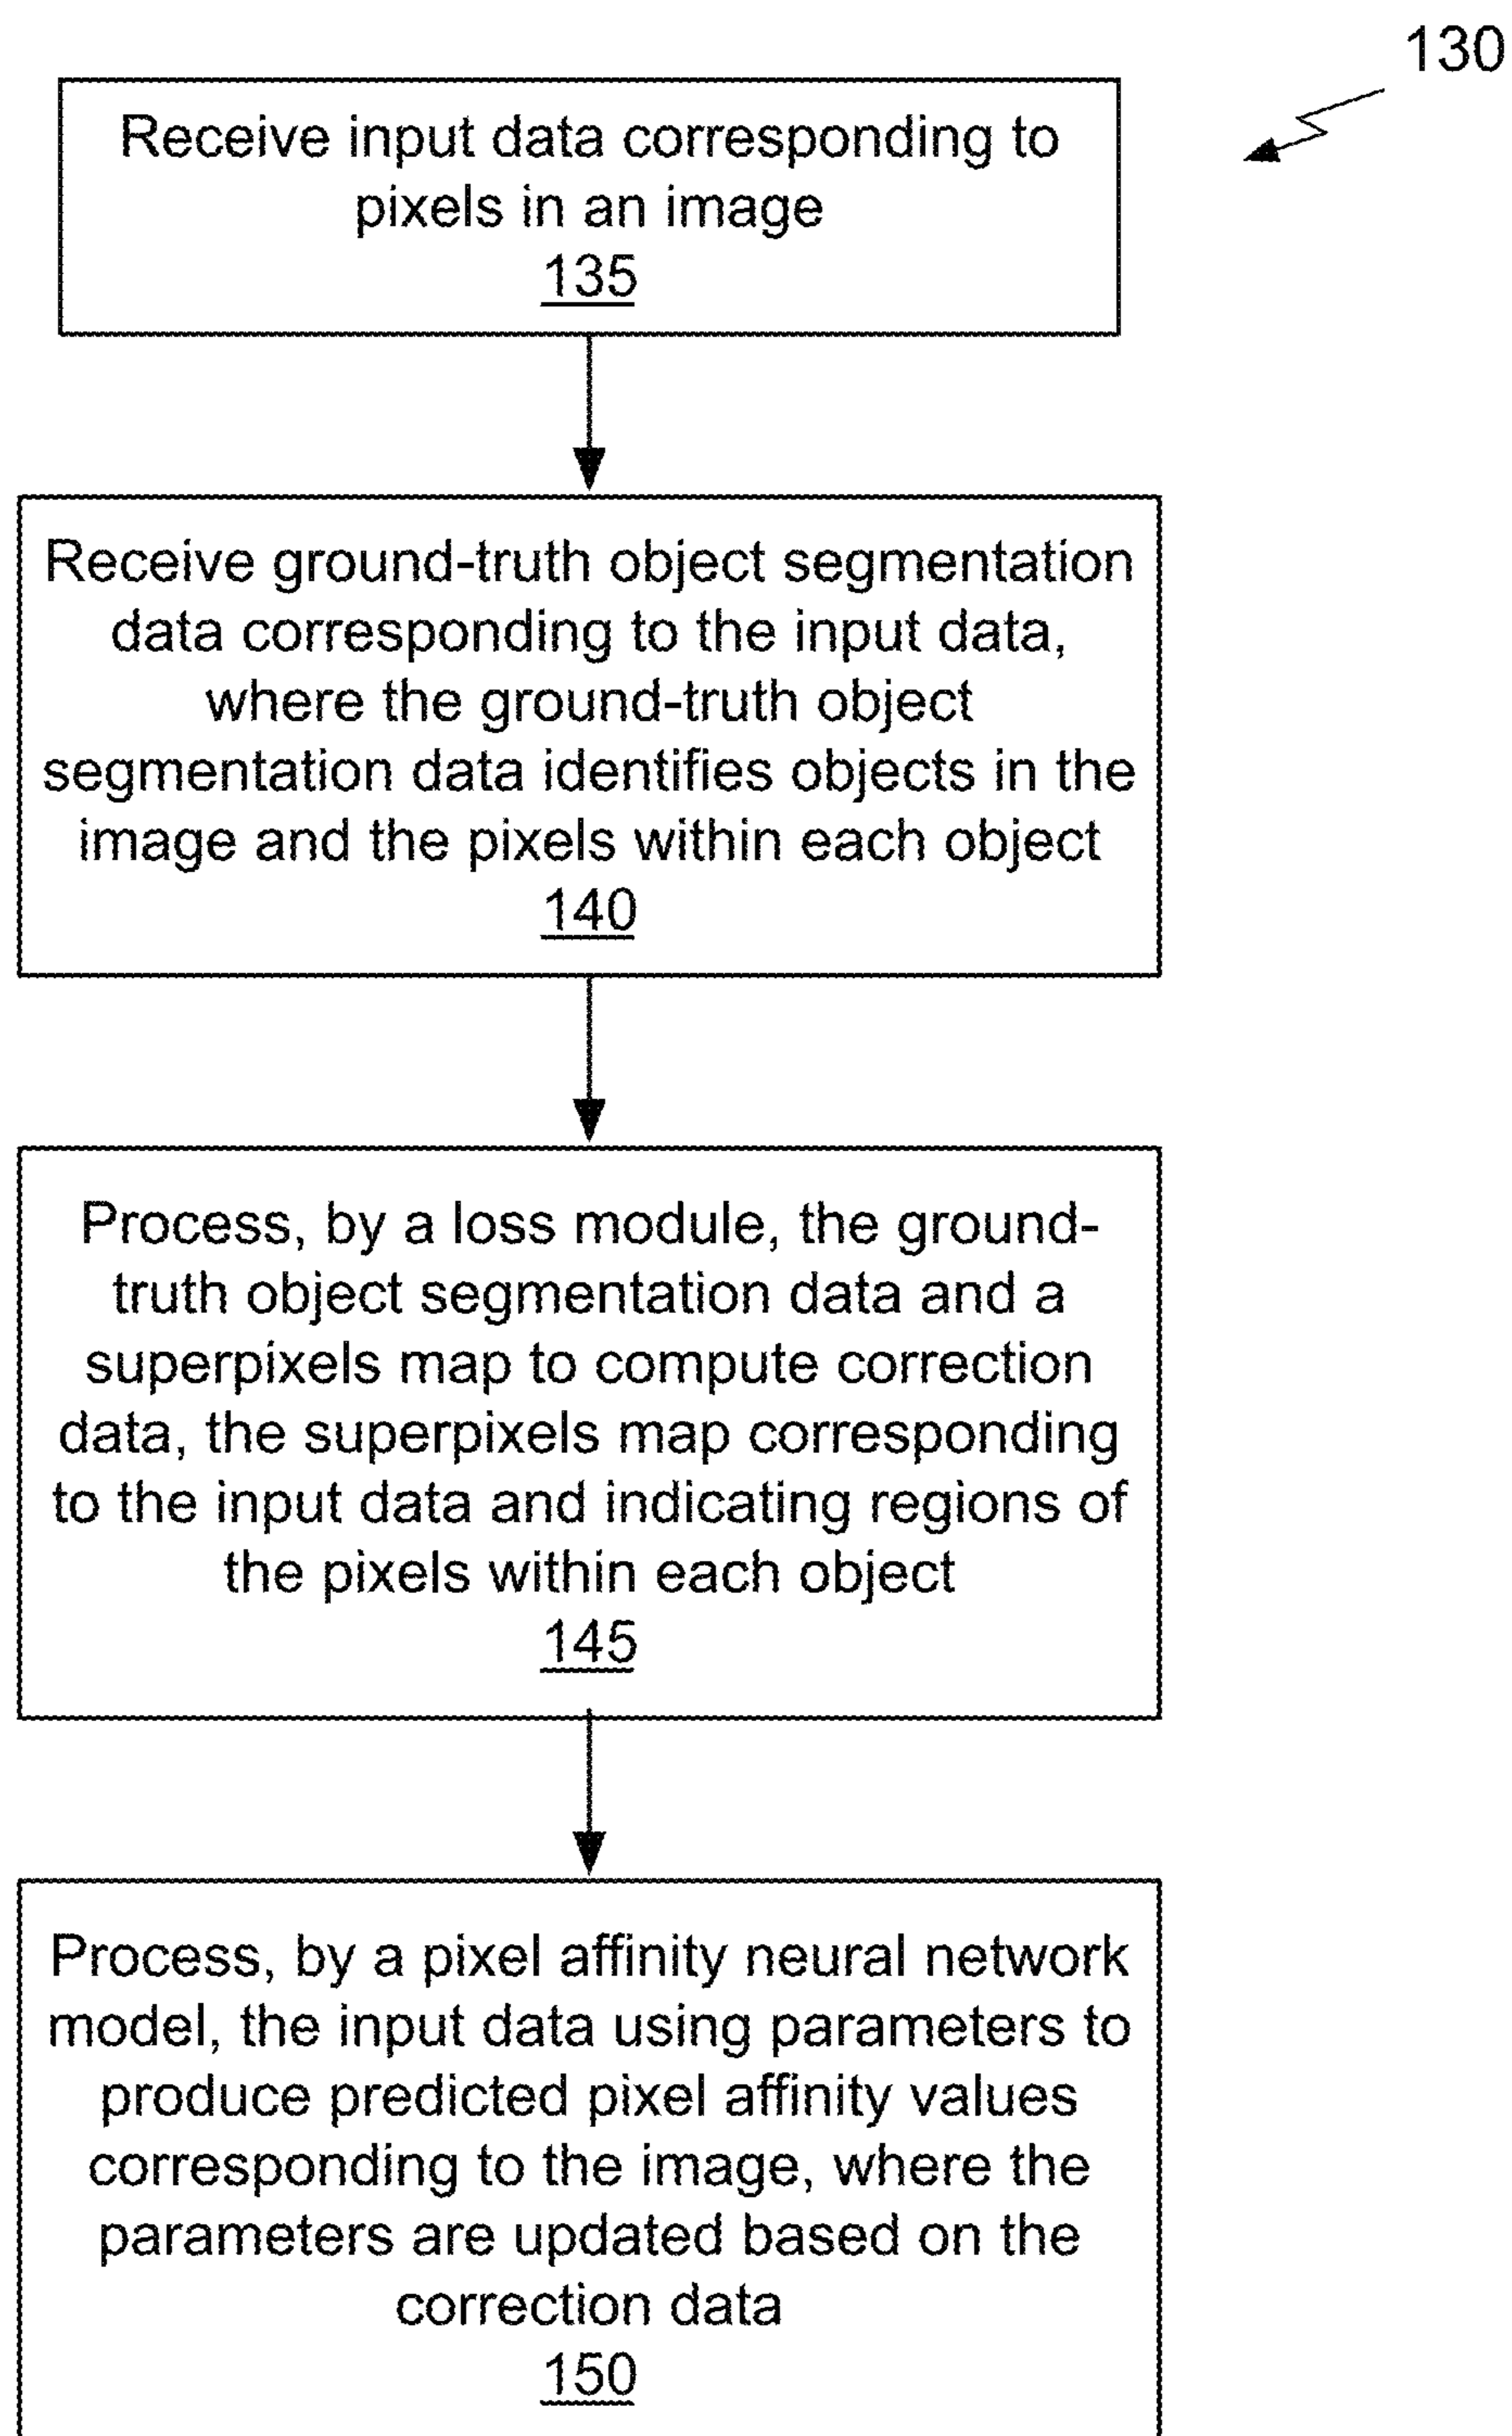 130
Receive input data corresponding to
pixels in an image
135
Receive ground-truth object segmentation
data corresponding to the input data,
where the ground-truth object
segmentation data identifies objects in the
image and the pixels within each object
140
Process, by a loss module, the ground-
truth object segmentation data and a
superpixels map to compute correction
data, the superpixels map corresponding
to the input data and indicating regions of
the pixels within each object
145
Process, by a pixel affinity neural network
model, the input data using parameters to
produce predicted pixel affinity values
corresponding to the image, where the
parameters are updated based on the
correction data
150